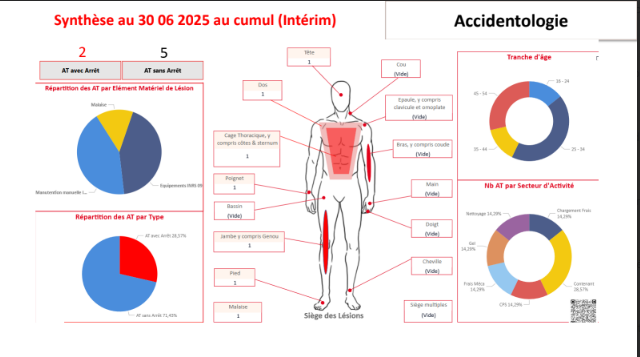 Synthèse au 30 06 2025 au cumul (Intérim)
Accidentologie
2
5
AT avec Arrêt
AT sans Arrêt
Répartition des AT par Elément Matériel de Lésion
Malaise
Manutention manuelle
Equipements
Répartition des AT par Type
AT avec Arrêt 28,57%
AT sans Arrêt 71,43%
Tête
1
Cou
(Vide)
Dos
1
Epaule, y compris
clavicule et omoplate
(Vide)
Cage Thoracique, y
compris côtes & sternum
1
Bras, y compris coude
(Vide)
Poignet
1
Main
(Vide)
Bassin
(Vide)
Doigt
(Vide)
Jambe y compris Genou
1
Cheville
(Vide)
Pied
1
Malaise
1
Siège multiples
(Vide)
Siège des Lésions
Tranche d'âge
45 - 54
35 - 44
25 - 34
Nb AT par Secteur d'Activité
Nettoyage 14,29%
Chargement Frais
14,29%
14,29%
Frais Méca
14,29%
CPS 14,29%
Conteneurs
28,57%